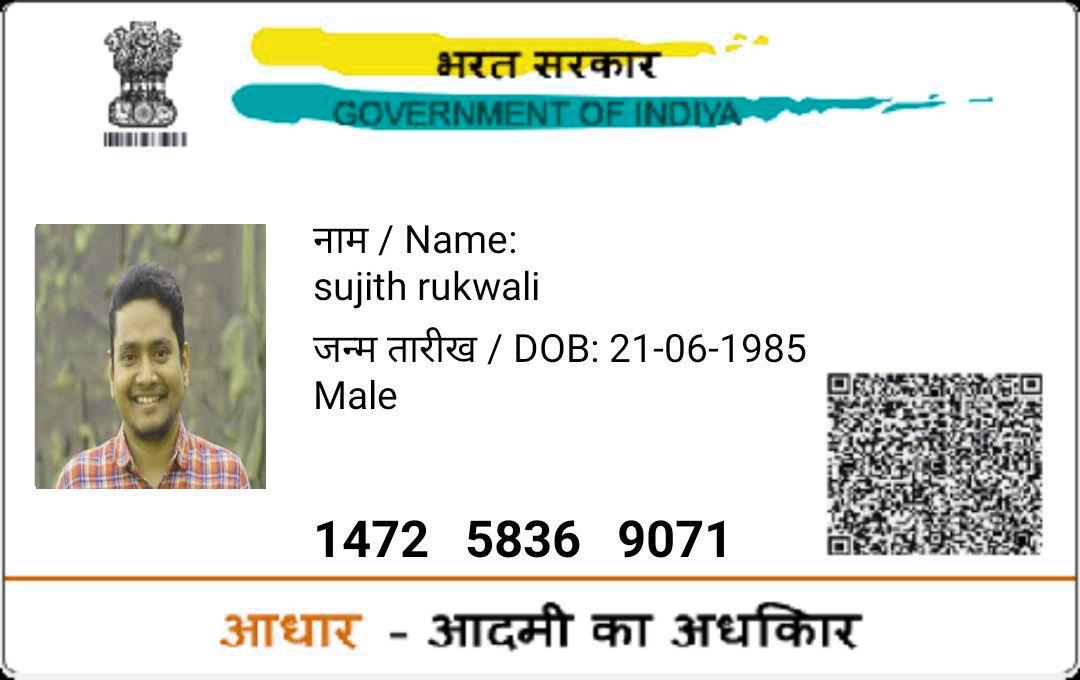 भरत सरकार
GOVERNMENT OF INDIYA
नाम / Name:
sujith rukwali
जन्म तारीख / DOB: 21-06-1985
Male
1472 5836 9071
आधार - आदमी का अधकिार